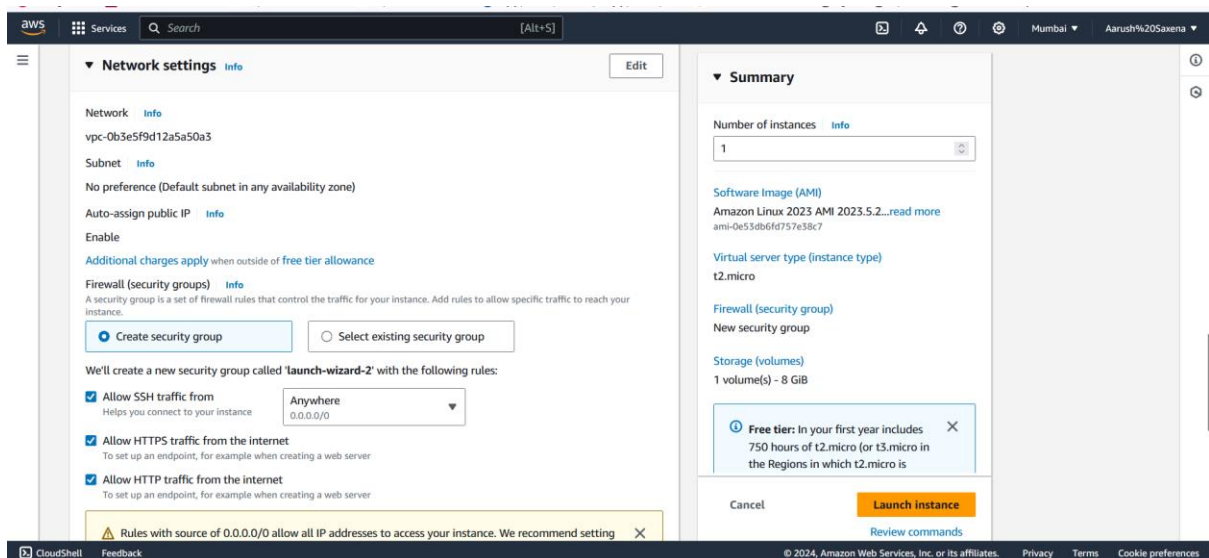 aws
Services
Search
[Alt+S]
Mumbai
Aarush%20Saxena
Network settings Info
Edit
Network Info
vpc-0b3e5f9d12a5a50a3
Subnet Info
No preference (Default subnet in any availability zone)
Auto-assign public IP Info
Enable
Additional charges apply when outside of free tier allowance
Firewall (security groups) Info
A security group is a set of firewall rules that control the traffic for your instance. Add rules to allow specific traffic to reach your
instance.
Create security group
Select existing security group
We'll create a new security group called 'launch-wizard-2' with the following rules:
Allow SSH traffic from
Helps you connect to your instance
Anywhere
0.0.0.0/0
Allow HTTPS traffic from the internet
To set up an endpoint, for example when creating a web server
Allow HTTP traffic from the internet
To set up an endpoint, for example when creating a web server
Rules with source of 0.0.0.0/0 allow all IP addresses to access your instance. We recommend setting
Summary
Number of instances Info
1
Software Image (AMI)
Amazon Linux 2023 AMI 2023.5.2...read more
ami-0e53db6fd757e38c7
Virtual server type (instance type)
t2.micro
Firewall (security group)
New security group
Storage (volumes)
1 volume(s) - 8 GiB
Free tier: In your first year includes
750 hours of t2.micro (or t3.micro in
the Regions in which t2.micro is
Cancel
Launch instance
Review commands
CloudShell
Feedback
© 2024, Amazon Web Services, Inc. or its affiliates.
Privacy
Terms
Cookie preferences